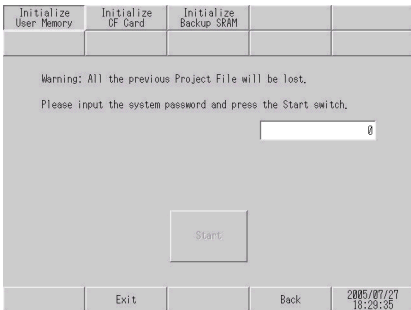 Initialize
User Memory
Initialize
CF Card
Initialize
Backup SRAM
Warning: All the previous Project File will be lost.
Please input the system password and press the Start switch.
0
Start
Exit
Back
2005/07/27
18:29:35